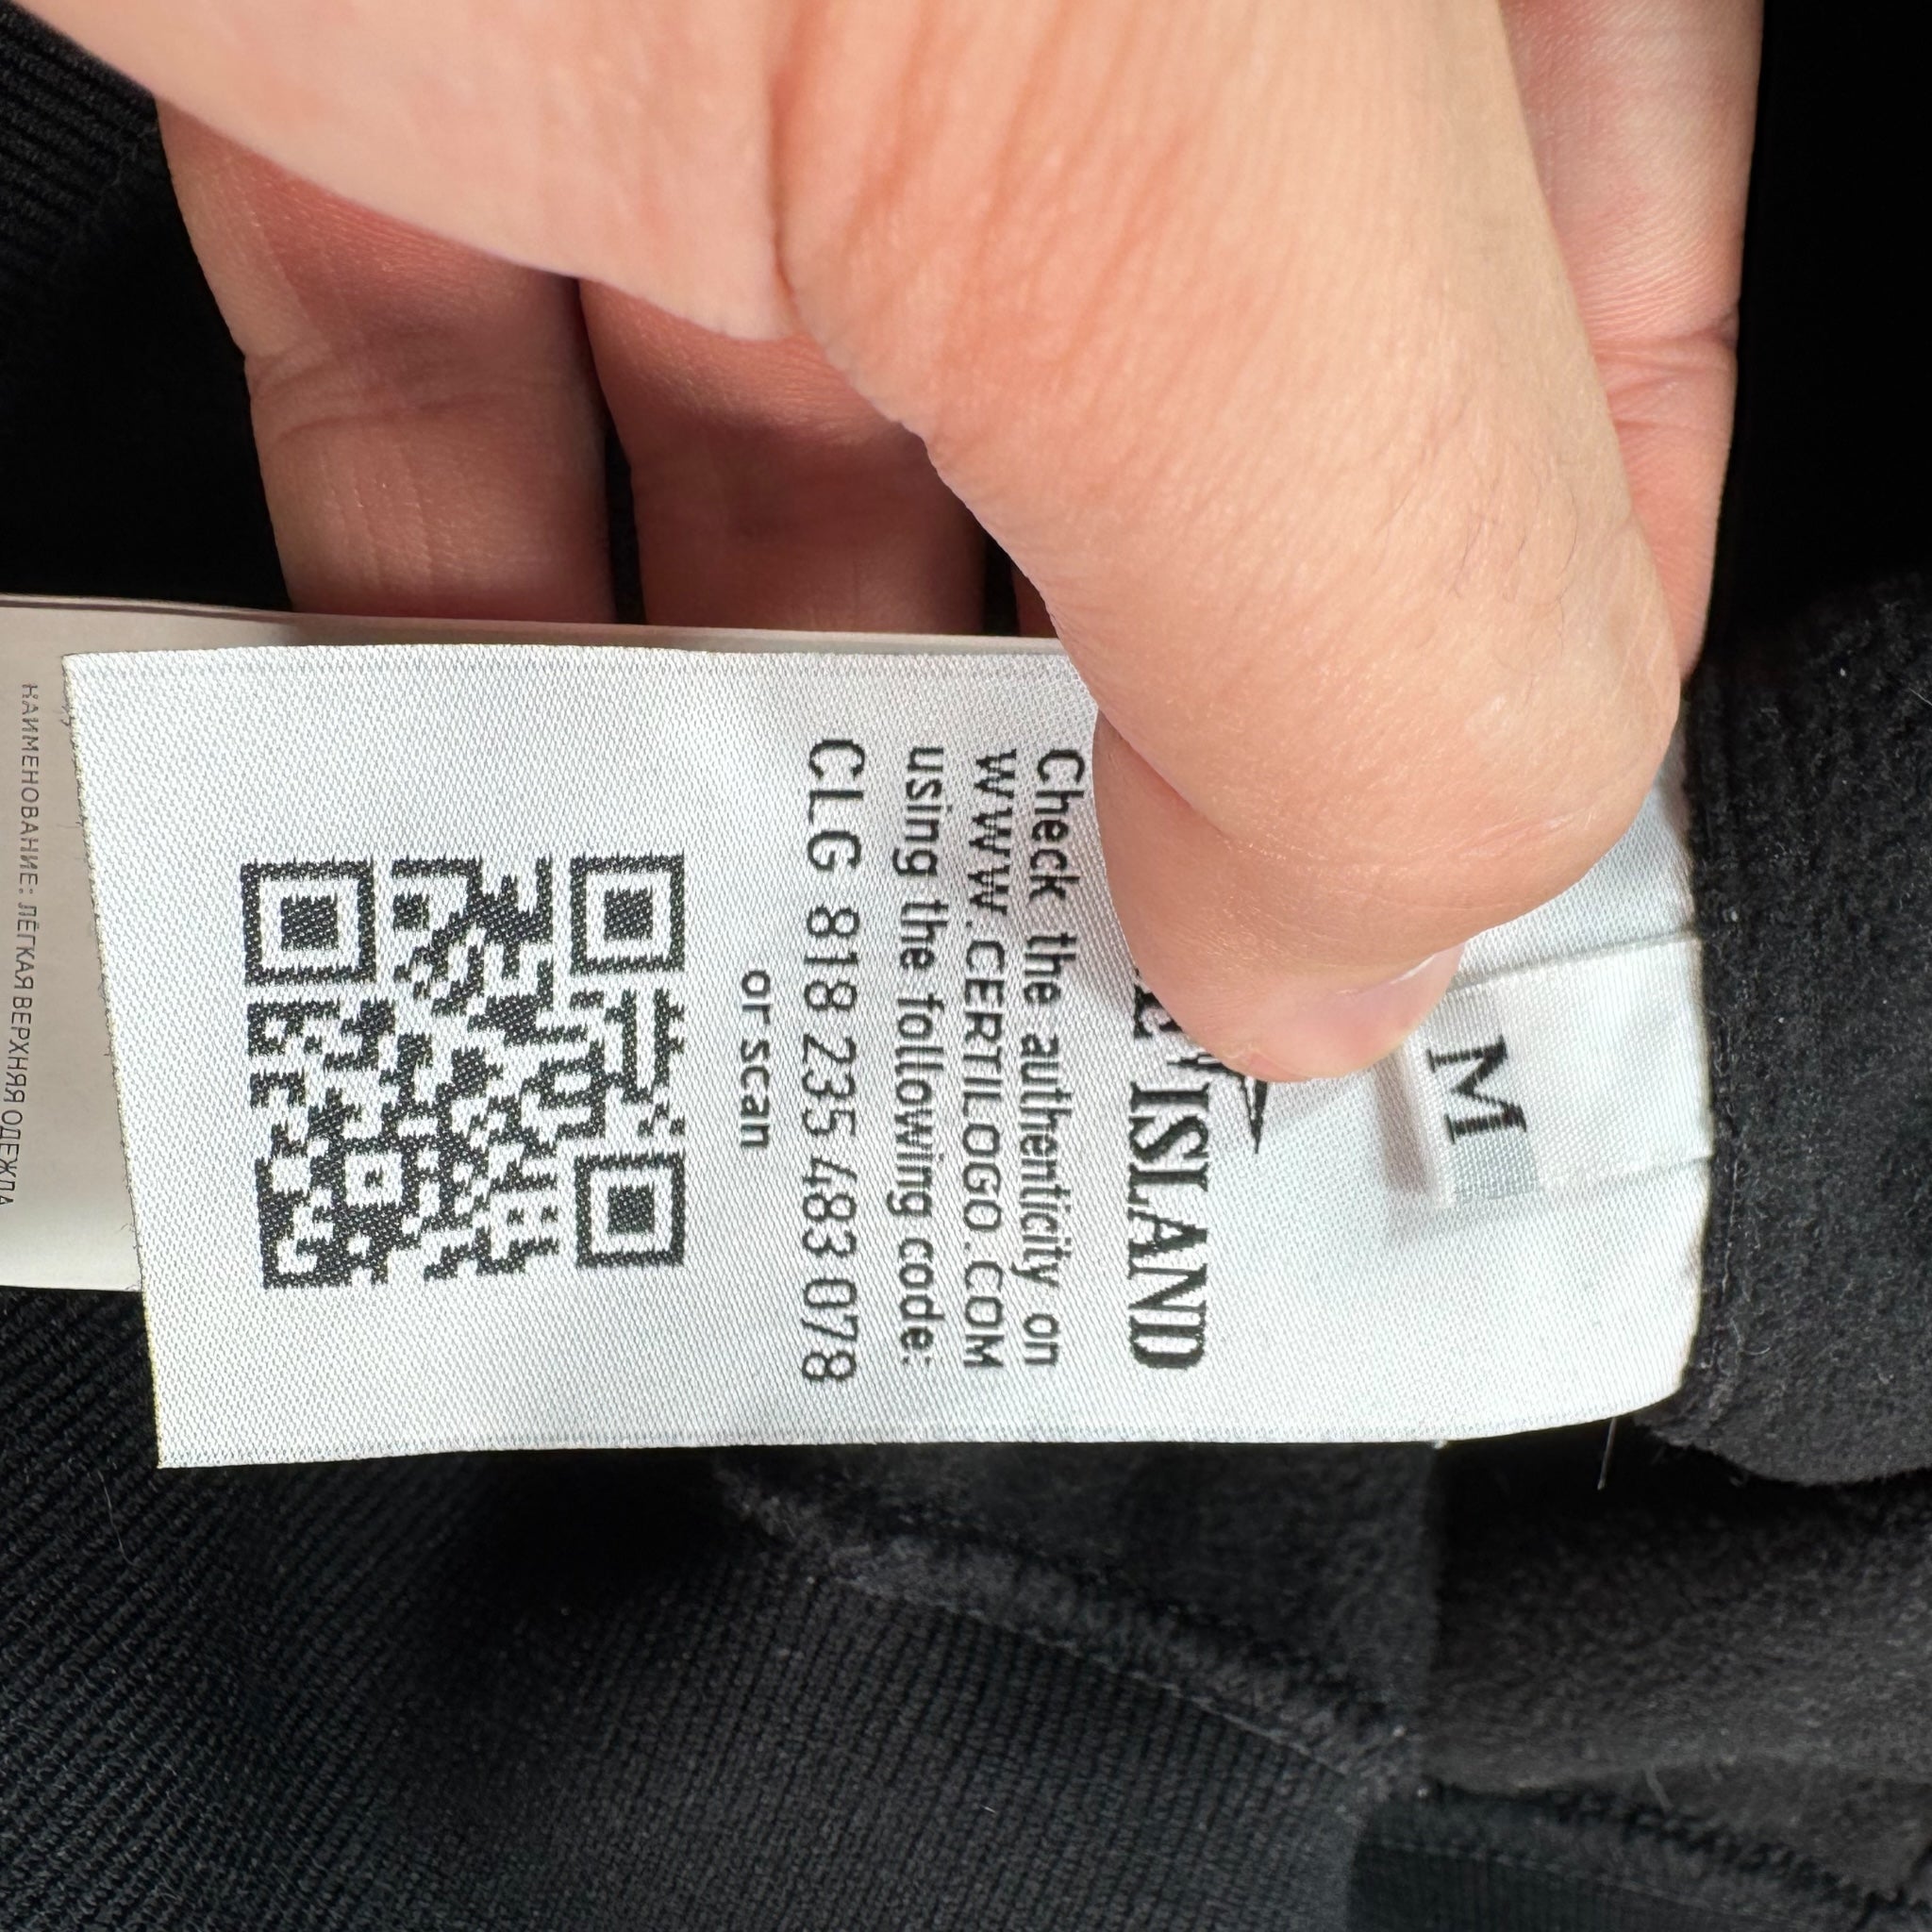 M
ISLAND
Check the authenticity on
WWW.CERTILOGO.COM
using the following code:
CLG 818 235 483 078
or scan
НАИМЕНОВАНИЕ: ЛЁГКАЯ ВЕРХНЯЯ ОДЕЖДА